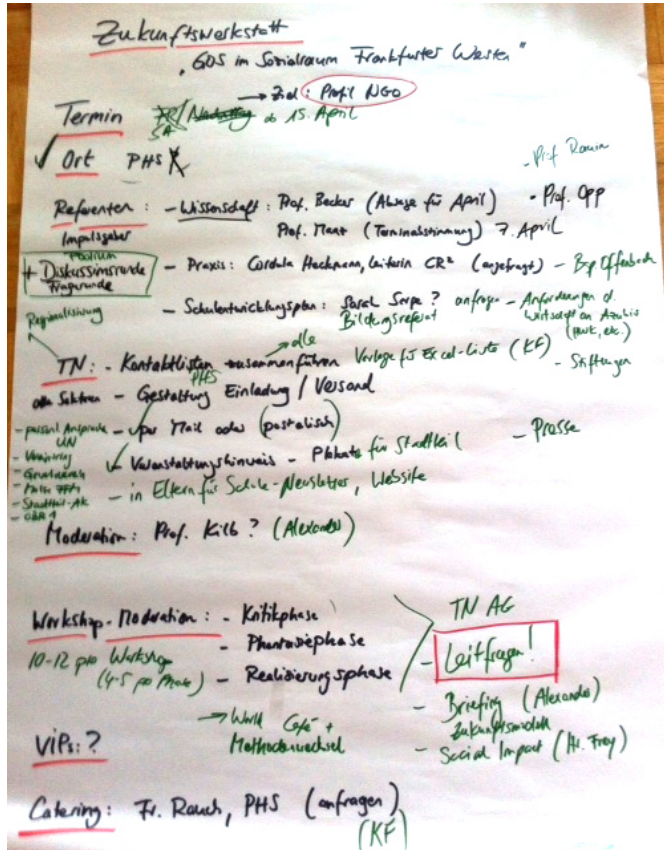 Zukunftswerkstatt
"GOS im Sozialraum Frankfurter Westen"
→ Ziel: Profil NGO
Termin SA ab 15. April
✓ Ort PHS
- Prof.
Referenten: - Wissenschaft: Prof. Becker (Absage für April) • Prof. Opp
Impulsgeber Prof. (Terminabstimmung) 7. April
Podium
+ Diskussionsrunde - Praxis: Cordula Heckmann, Leiterin CR² (angefragt) - Bsp Offenbach
Fragerunde
- Schulentwicklungsplan: Sarah Sorge? anfragen - Anforderungen d.
Regionalisierung Bildungsreferat Wirtschaft an Azubis
→ alle
TN: - Kontaktlisten zusammenführen Vorlage für Excel-Liste (KF) - Stiftungen
PHS
- Gestaltung Einladung / Versand
- per Mail oder (postalisch) - Presse
✓ Veranstaltungshinweis - Plakate für Stadtteil
- Stadtteil-AK - in Eltern für Schule-Newsletter, Website
Moderation: Prof. Kilb? (Alexander)
Workshop-Moderation: - Kritikphase TN AG
- Phantasiephase
10-12 pro Workshop - Leitfragen!
(4-5 pro Phase) - Realisierungsphase
- Briefing (Alexander)
→ World Café +
Methodenwechsel
- Social Impact (Hr. Frey)
VIPs:?
Catering: Fr. Rauch, PHS (anfragen)
(KF)